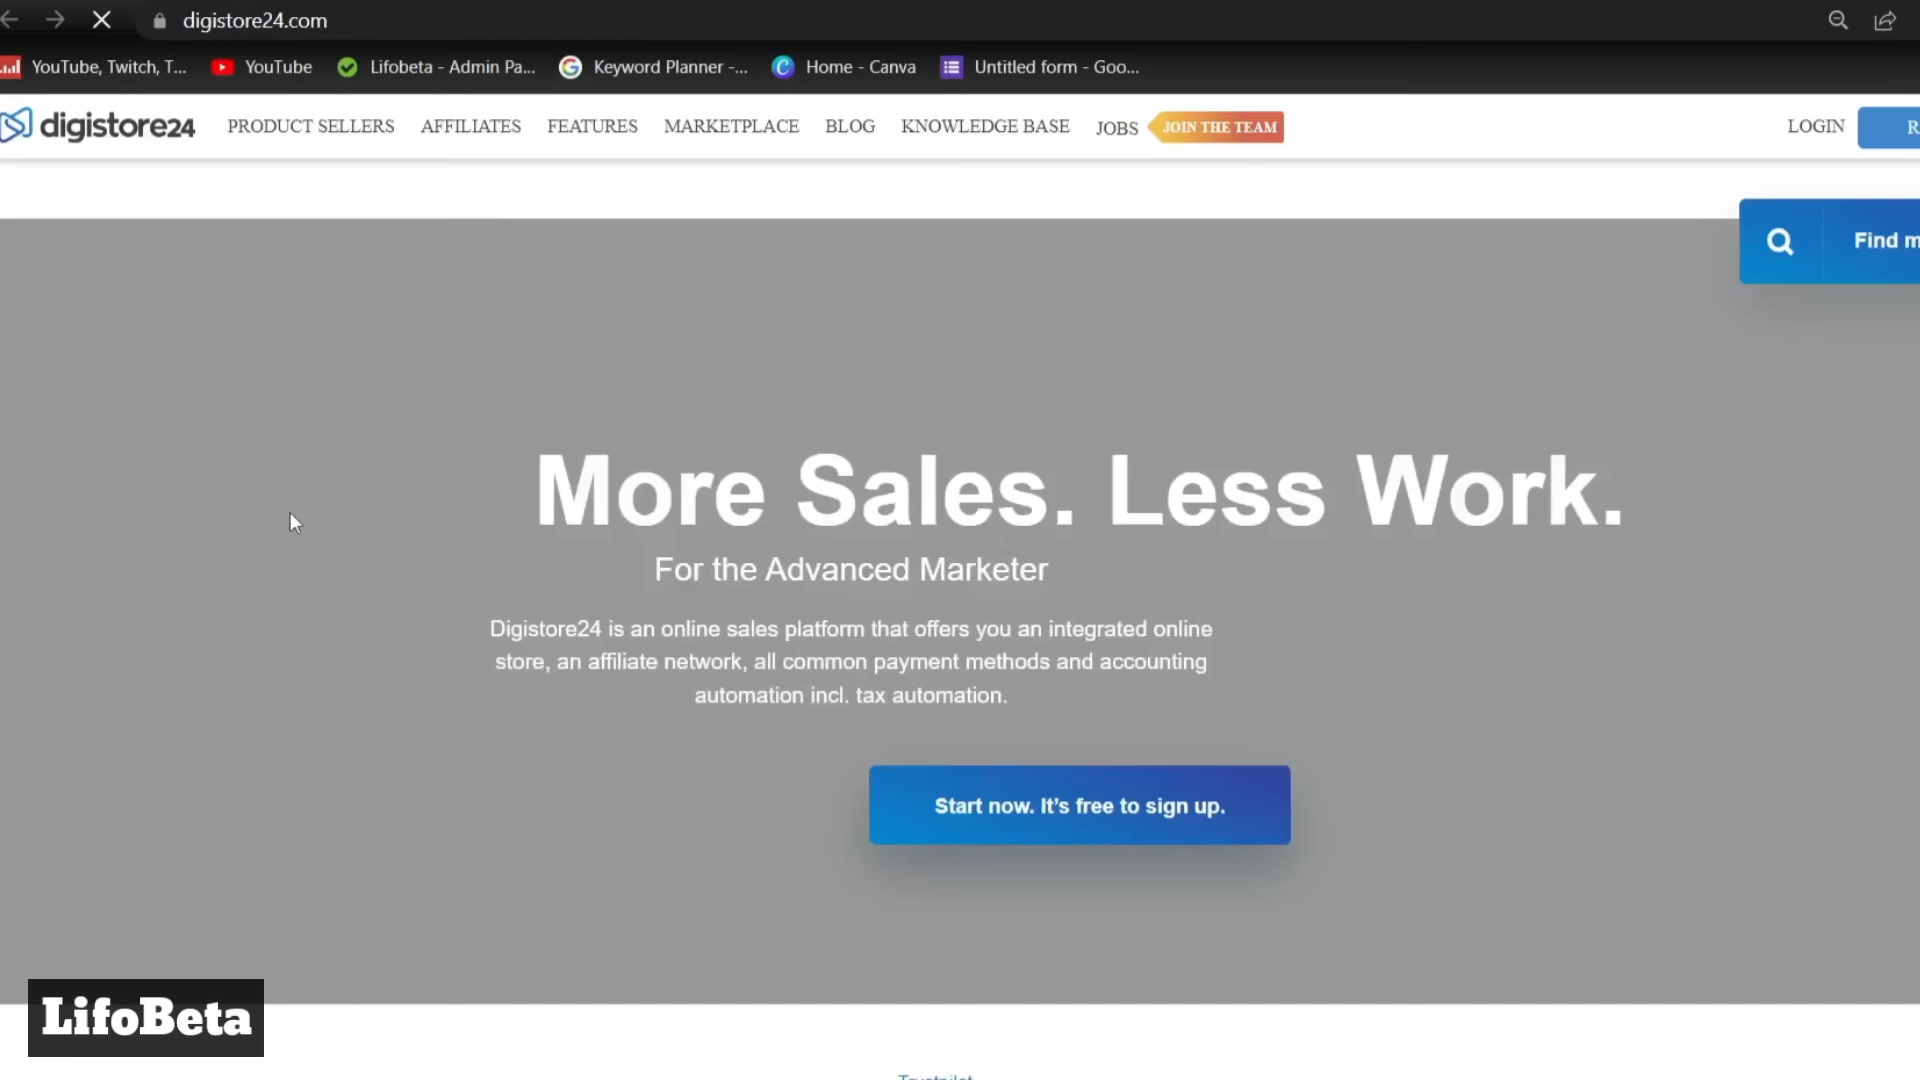 digistore24.com
YouTube, Twitch, T...
YouTube
Lifobeta - Admin Pa...
Keyword Planner -...
Home - Canva
Untitled form - Goo...
digistore24
PRODUCT SELLERS
AFFILIATES
FEATURES
MARKETPLACE
BLOG
KNOWLEDGE BASE
JOBS
JOIN THE TEAM
LOGIN
R
Find m
More Sales. Less Work.
For the Advanced Marketer
Digistore24 is an online sales platform that offers you an integrated online
store, an affiliate network, all common payment methods and accounting
automation incl. tax automation.
Start now. It’s free to sign up.
LifoBeta